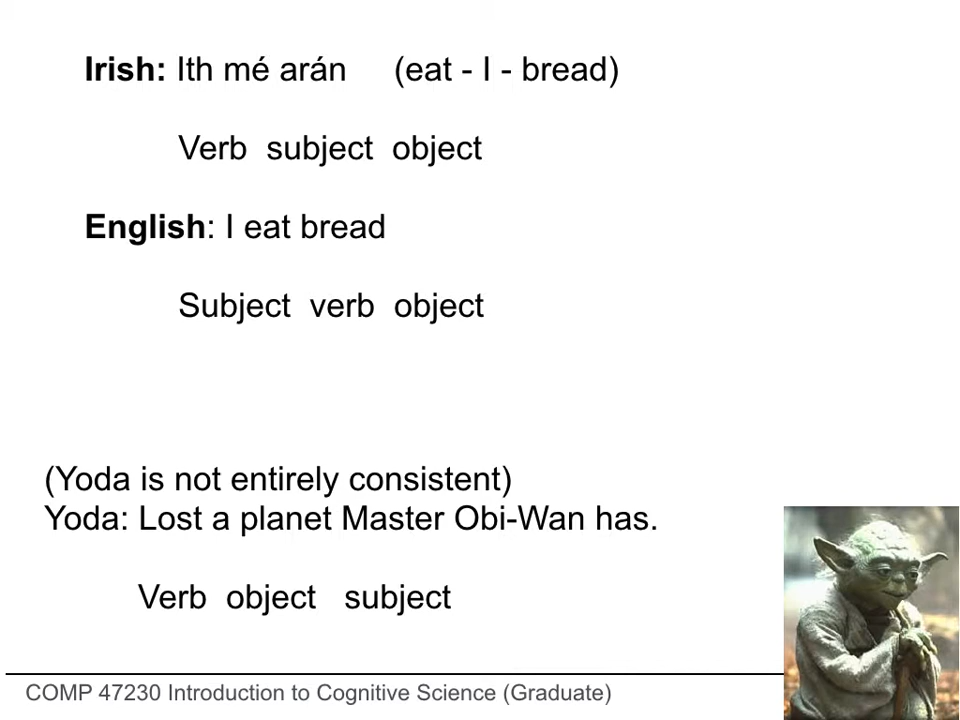 Irish: Ith mé arán (eat - I - bread)
Verb subject object
English: I eat bread
Subject verb object
(Yoda is not entirely consistent)
Yoda: Lost a planet Master Obi-Wan has.
Verb object subject
COMP 47230 Introduction to Cognitive Science (Graduate)